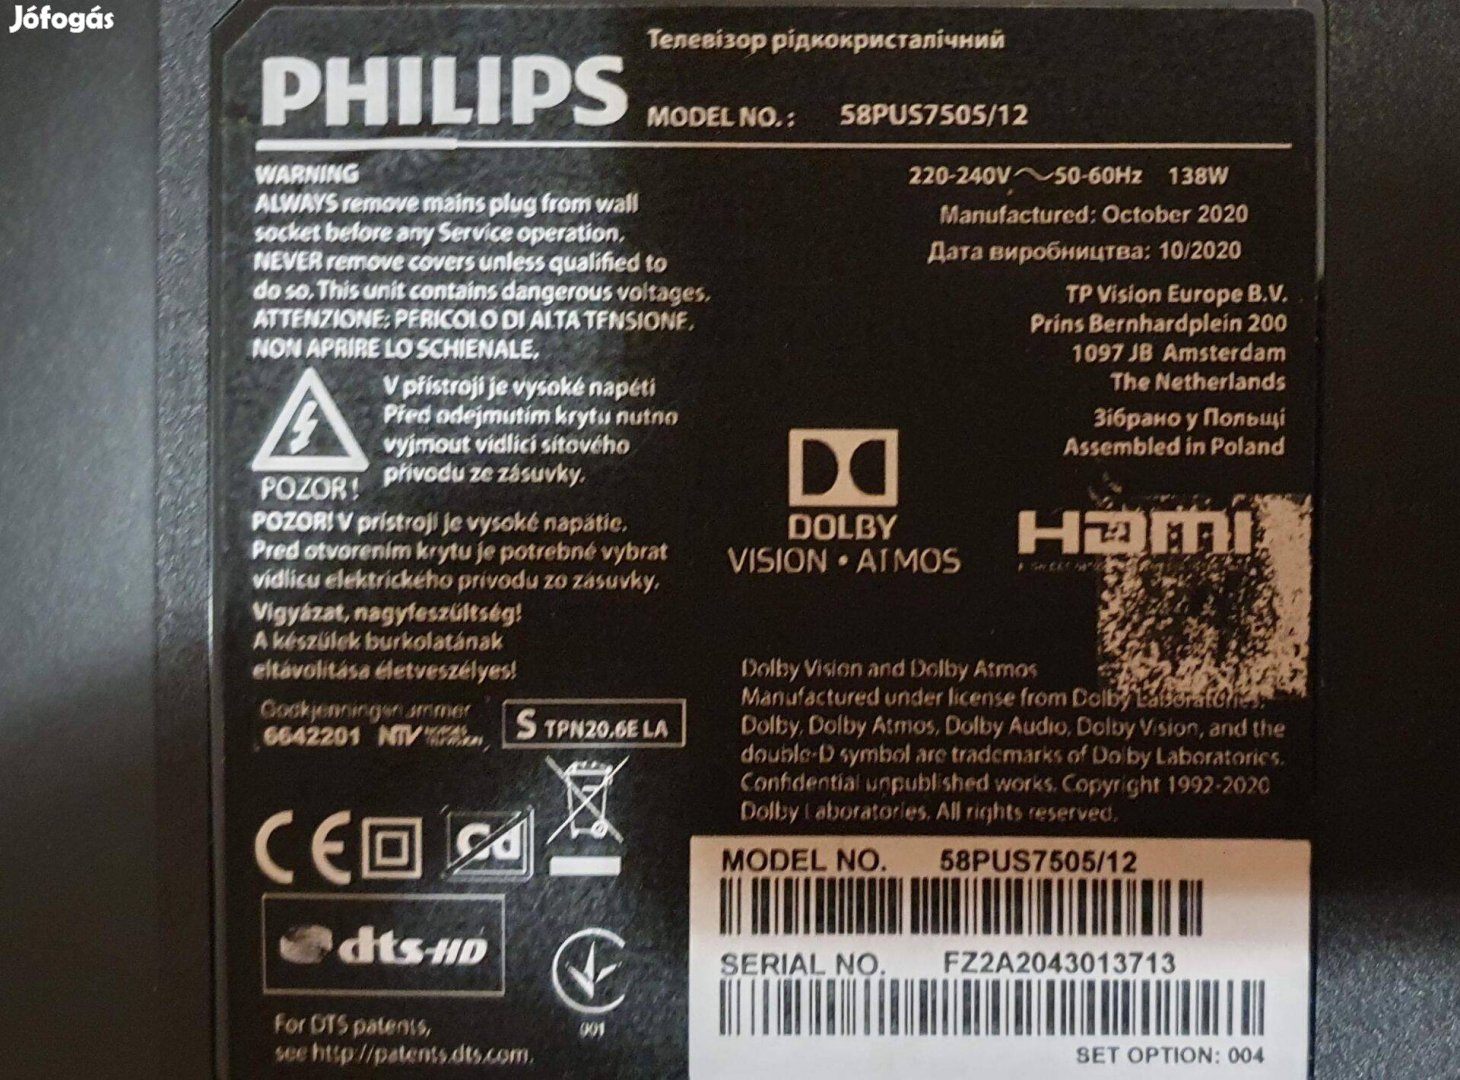 Jófogás
PHILIPS
Телевізор рідкокристалічний
MODEL NO. : 58PUS7505/12
WARNING
ALWAYS remove mains plug from wall
socket before any Service operation.
NEVER remove covers unless qualified to
do so. This unit contains dangerous voltages.
ATTENZIONE: PERICOLO DI ALTA TENSIONE.
NON APRIRE LO SCHIENALE.
V přístroji je vysoké napětí
Před odejmutím krytu nutno
vyjmout vidlici síťového
přívodu ze zásuvky.
POZOR!
POZOR! V prístroji je vysoké napätie.
Pred otvorením krytu je potrebné vybrat
vidlicu elektrického prívodu zo zásuvky.
Vigyázat, nagyfeszültség!
A készülék burkolatának
eltávolitása életveszélyes!
Godkjenningsnummer
6642201 NTV
S TPN20.6E LA
CE
Cd
dts-HD
001
For DTS patents,
see http://patents.dts.com.
220-240V ~ 50-60Hz 138W
Manufactured: October 2020
Дата виробництва: 10/2020
TP Vision Europe B.V.
Prins Bernhardplein 200
1097 JB Amsterdam
The Netherlands
Зібрано у Польщі
Assembled in Poland
DOLBY
VISION • ATMOS
HDMI
Dolby Vision and Dolby Atmos
Manufactured under license from Dolby Laboratories.
Dolby, Dolby Atmos, Dolby Audio, Dolby Vision, and the
double-D symbol are trademarks of Dolby Laboratories.
Confidential unpublished works. Copyright 1992-2020
Dolby Laboratories. All rights reserved.
MODEL NO. 58PUS7505/12
SERIAL NO. FZ2A2043013713
SET OPTION: 004